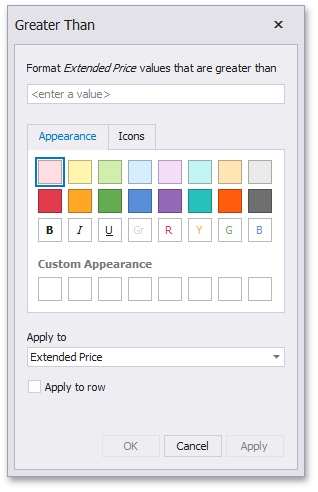 Greater Than
Format Extended Price values that are greater than
<enter a value>
Appearance Icons
B I U Gr R Y G B
Custom Appearance
Apply to
Extended Price
Apply to row
OK Cancel Apply